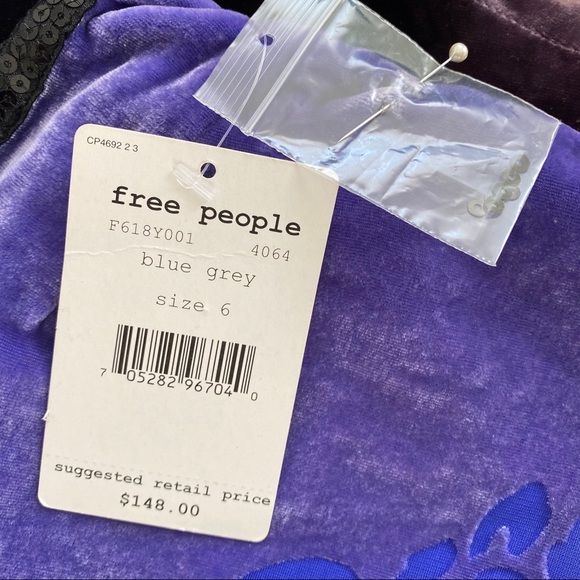 CP4692 2 3
free people
F618Y001 4064
blue grey
size 6
7 05282 96704 0
suggested retail price
$148.00